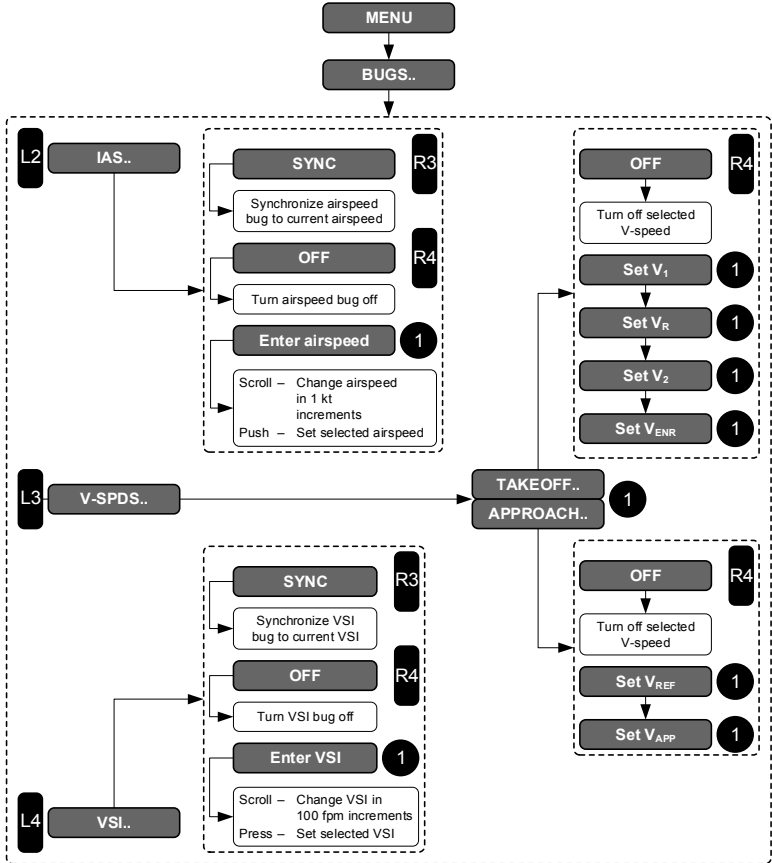 MENU
BUGS..
L2
IAS..
SYNC
R3
Synchronize airspeed
bug to current airspeed
OFF
R4
Turn airspeed bug off
Enter airspeed
1
Scroll – Change airspeed
in 1 kt
increments
Push – Set selected airspeed
OFF
R4
Turn off selected
V-speed
Set V1
1
Set VR
1
Set V2
1
Set VENR
1
L3
V-SPDS..
TAKEOFF..
APPROACH..
1
SYNC
R3
Synchronize VSI
bug to current VSI
OFF
R4
Turn VSI bug off
Enter VSI
1
Scroll – Change VSI in
100 fpm increments
Press – Set selected VSI
OFF
R4
Turn off selected
V-speed
Set VREF
1
Set VAPP
1
L4
VSI..